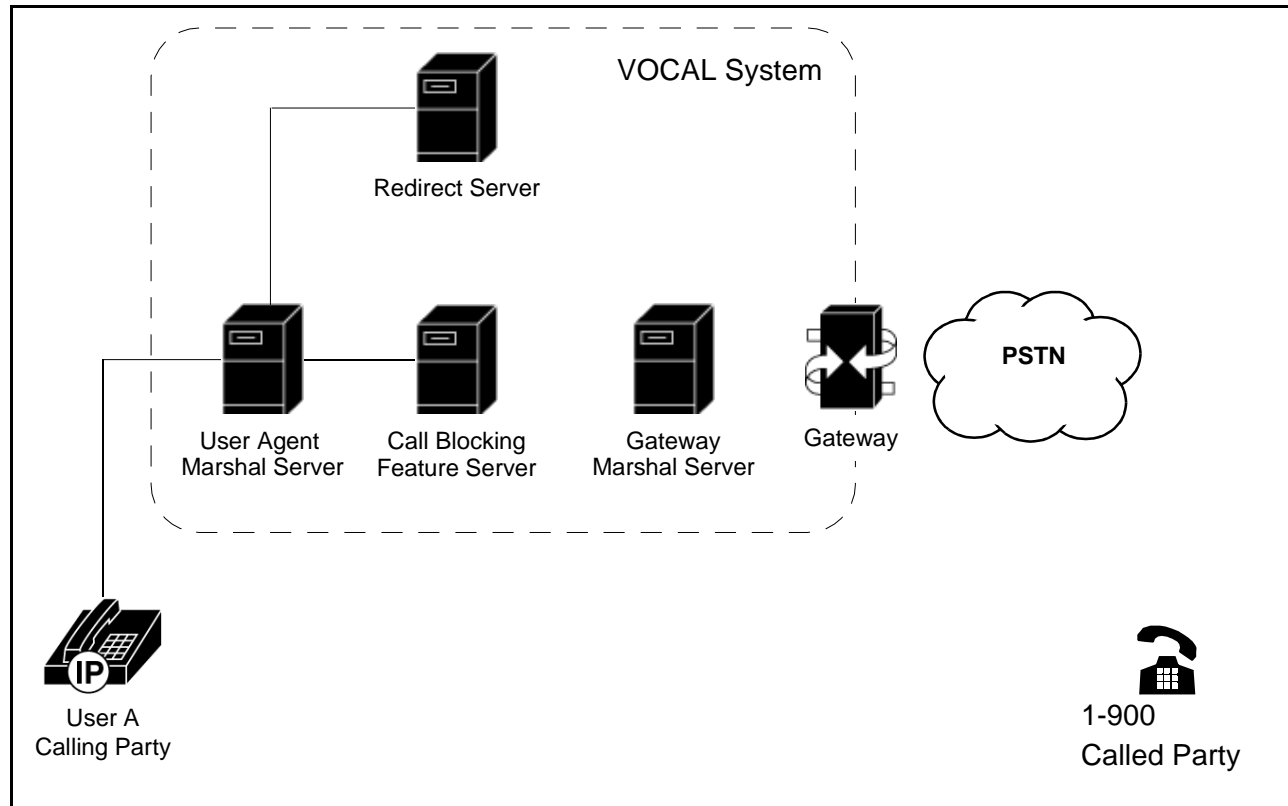 VOCAL System
Redirect Server
User Agent
Marshal Server
Call Blocking
Feature Server
Gateway
Marshal Server
Gateway
PSTN
IP
User A
Calling Party
1-900
Called Party